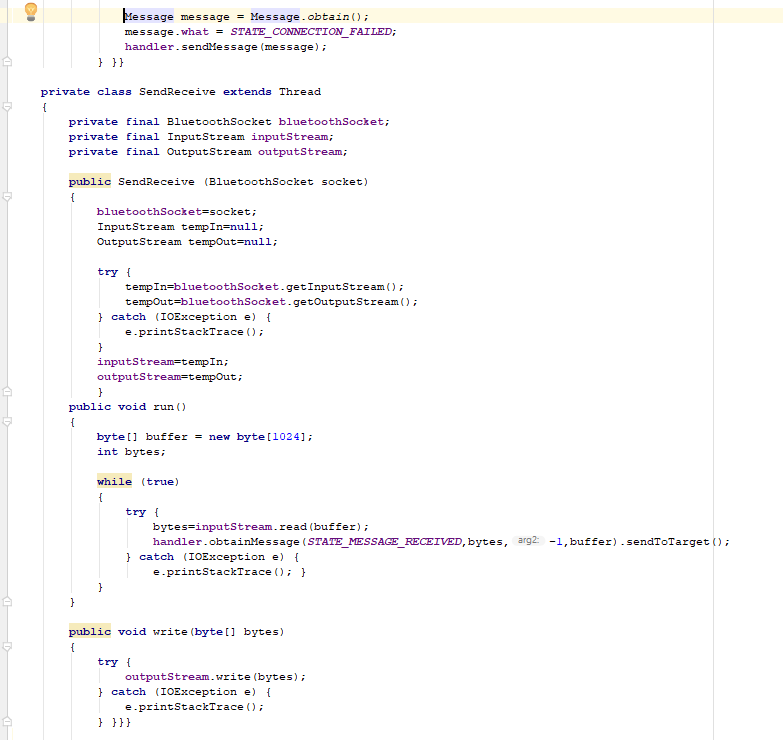 Message message = Message.obtain();
message.what = STATE_CONNECTION_FAILED;
handler.sendMessage(message);
} }}
private class SendReceive extends Thread
{
private final BluetoothSocket bluetoothSocket;
private final InputStream inputStream;
private final OutputStream outputStream;
public SendReceive (BluetoothSocket socket)
{
bluetoothSocket=socket;
InputStream tempIn=null;
OutputStream tempOut=null;
try {
tempIn=bluetoothSocket.getInputStream();
tempOut=bluetoothSocket.getOutputStream();
} catch (IOException e) {
e.printStackTrace();
}
inputStream=tempIn;
outputStream=tempOut;
}
public void run()
{
byte[] buffer = new byte[1024];
int bytes;
while (true)
{
try {
bytes=inputStream.read(buffer);
handler.obtainMessage(STATE_MESSAGE_RECEIVED,bytes, arg2: -1,buffer).sendToTarget();
} catch (IOException e) {
e.printStackTrace(); }
}
}
public void write(byte[] bytes)
{
try {
outputStream.write(bytes);
} catch (IOException e) {
e.printStackTrace();
} }}}